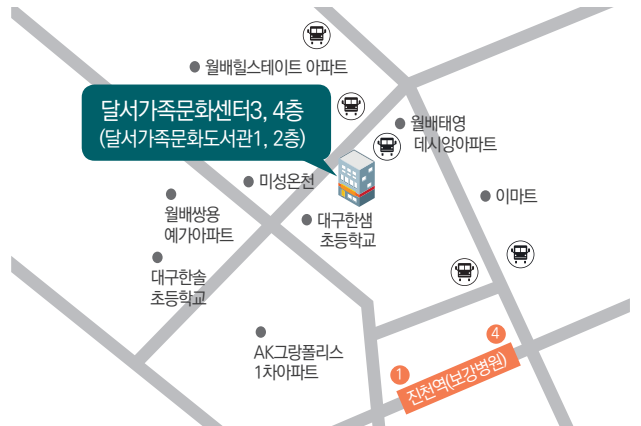 월배힐스테이트 아파트
달서가족문화센터3, 4층
(달서가족문화도서관1, 2층)
월배태영
데시앙아파트
미성온천
이마트
월배쌍용
예가아파트
대구한샘
초등학교
대구한솔
초등학교
AK그랑폴리스
1차아파트
4
1
진천역(보강병원)